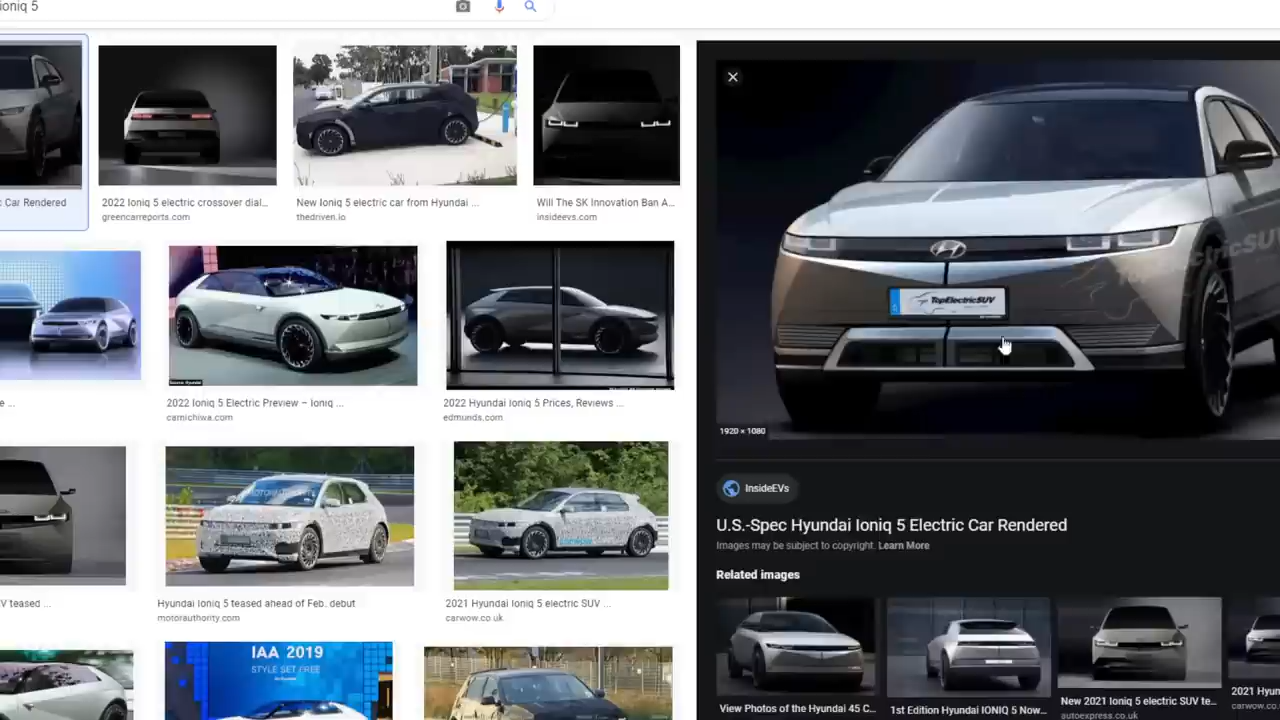 ioniq 5
c Car Rendered
2022 Ioniq 5 electric crossover dial...
greencarreports.com
New Ioniq 5 electric car from Hyundai ...
thedriven.io
Will The SK Innovation Ban A...
insideevs.com
e ...
2022 Ioniq 5 Electric Preview – Ioniq ...
carnichiwa.com
2022 Hyundai Ioniq 5 Prices, Reviews ...
edmunds.com
V teased ...
Hyundai Ioniq 5 teased ahead of Feb. debut
motorauthority.com
2021 Hyundai Ioniq 5 electric SUV ...
carwow.co.uk
IAA 2019
STYLE SET FREE
TopElectricSUV
1920 × 1080
InsideEVs
U.S.-Spec Hyundai Ioniq 5 Electric Car Rendered
Images may be subject to copyright. Learn More
Related images
View Photos of the Hyundai 45 C...
1st Edition Hyundai IONIQ 5 Now...
New 2021 Ioniq 5 electric SUV te...
autoexpress.co.uk
2021 Hyun
carwow.c